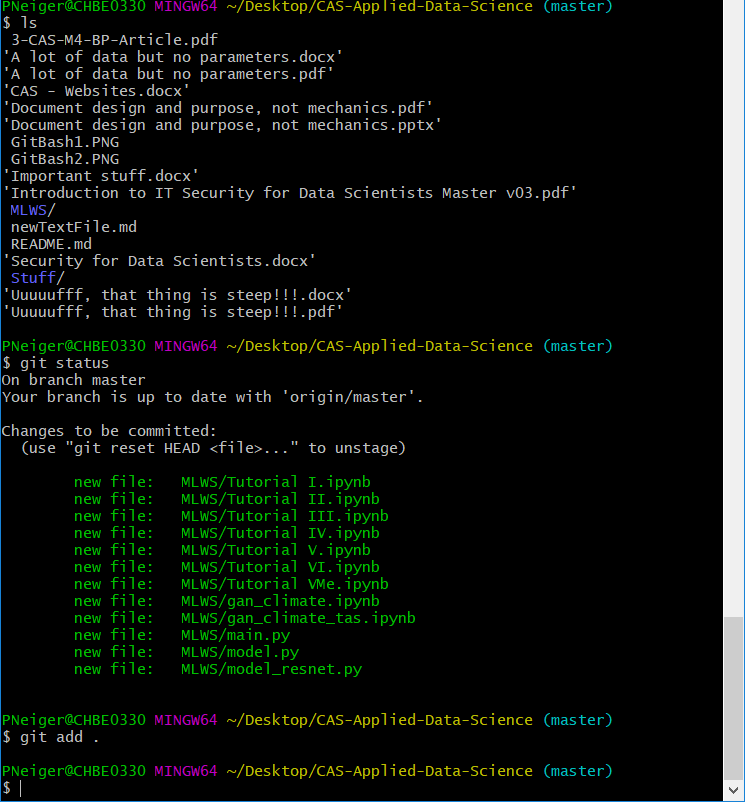 PNeiger@CHBE0330 MINGW64 ~/Desktop/CAS-Applied-Data-Science (master)
$ ls
 3-CAS-M4-BP-Article.pdf
'A lot of data but no parameters.docx'
'A lot of data but no parameters.pdf'
'CAS - Websites.docx'
'Document design and purpose, not mechanics.pdf'
'Document design and purpose, not mechanics.pptx'
 GitBash1.PNG
 GitBash2.PNG
'Important stuff.docx'
'Introduction to IT Security for Data Scientists Master v03.pdf'
 MLWS/
 newTextFile.md
 README.md
'Security for Data Scientists.docx'
 Stuff/
'Uuuuufff, that thing is steep!!!.docx'
'Uuuuufff, that thing is steep!!!.pdf'

PNeiger@CHBE0330 MINGW64 ~/Desktop/CAS-Applied-Data-Science (master)
$ git status
On branch master
Your branch is up to date with 'origin/master'.

Changes to be committed:
  (use "git reset HEAD <file>..." to unstage)

        new file:   MLWS/Tutorial I.ipynb
        new file:   MLWS/Tutorial II.ipynb
        new file:   MLWS/Tutorial III.ipynb
        new file:   MLWS/Tutorial IV.ipynb
        new file:   MLWS/Tutorial V.ipynb
        new file:   MLWS/Tutorial VI.ipynb
        new file:   MLWS/Tutorial VMe.ipynb
        new file:   MLWS/gan_climate.ipynb
        new file:   MLWS/gan_climate_tas.ipynb
        new file:   MLWS/main.py
        new file:   MLWS/model.py
        new file:   MLWS/model_resnet.py

PNeiger@CHBE0330 MINGW64 ~/Desktop/CAS-Applied-Data-Science (master)
$ git add .

PNeiger@CHBE0330 MINGW64 ~/Desktop/CAS-Applied-Data-Science (master)
$